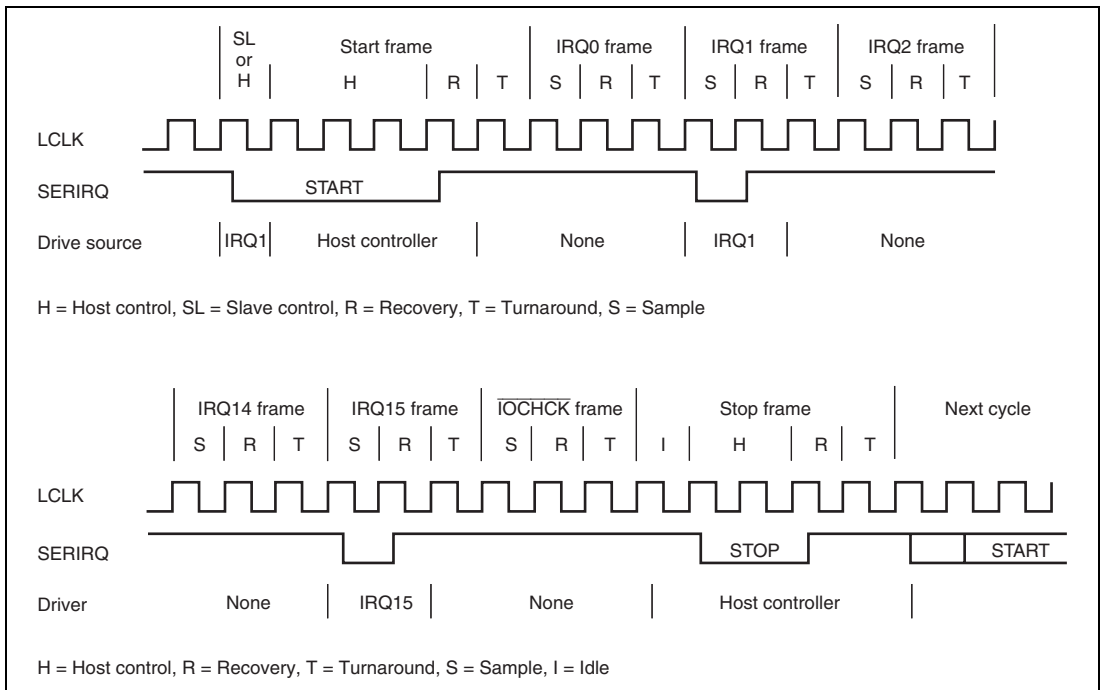 SL
or
H
Start frame
IRQ0 frame
IRQ1 frame
IRQ2 frame
H R T S R T S R T S R T
LCLK
SERIRQ
START
Drive source
IRQ1
Host controller
None
IRQ1
None
H = Host control, SL = Slave control, R = Recovery, T = Turnaround, S = Sample
IRQ14 frame
IRQ15 frame
IOCHCK frame
Stop frame
Next cycle
S R T S R T S R T I H R T
LCLK
SERIRQ
STOP
START
Driver
None
IRQ15
None
Host controller
H = Host control, R = Recovery, T = Turnaround, S = Sample, I = Idle